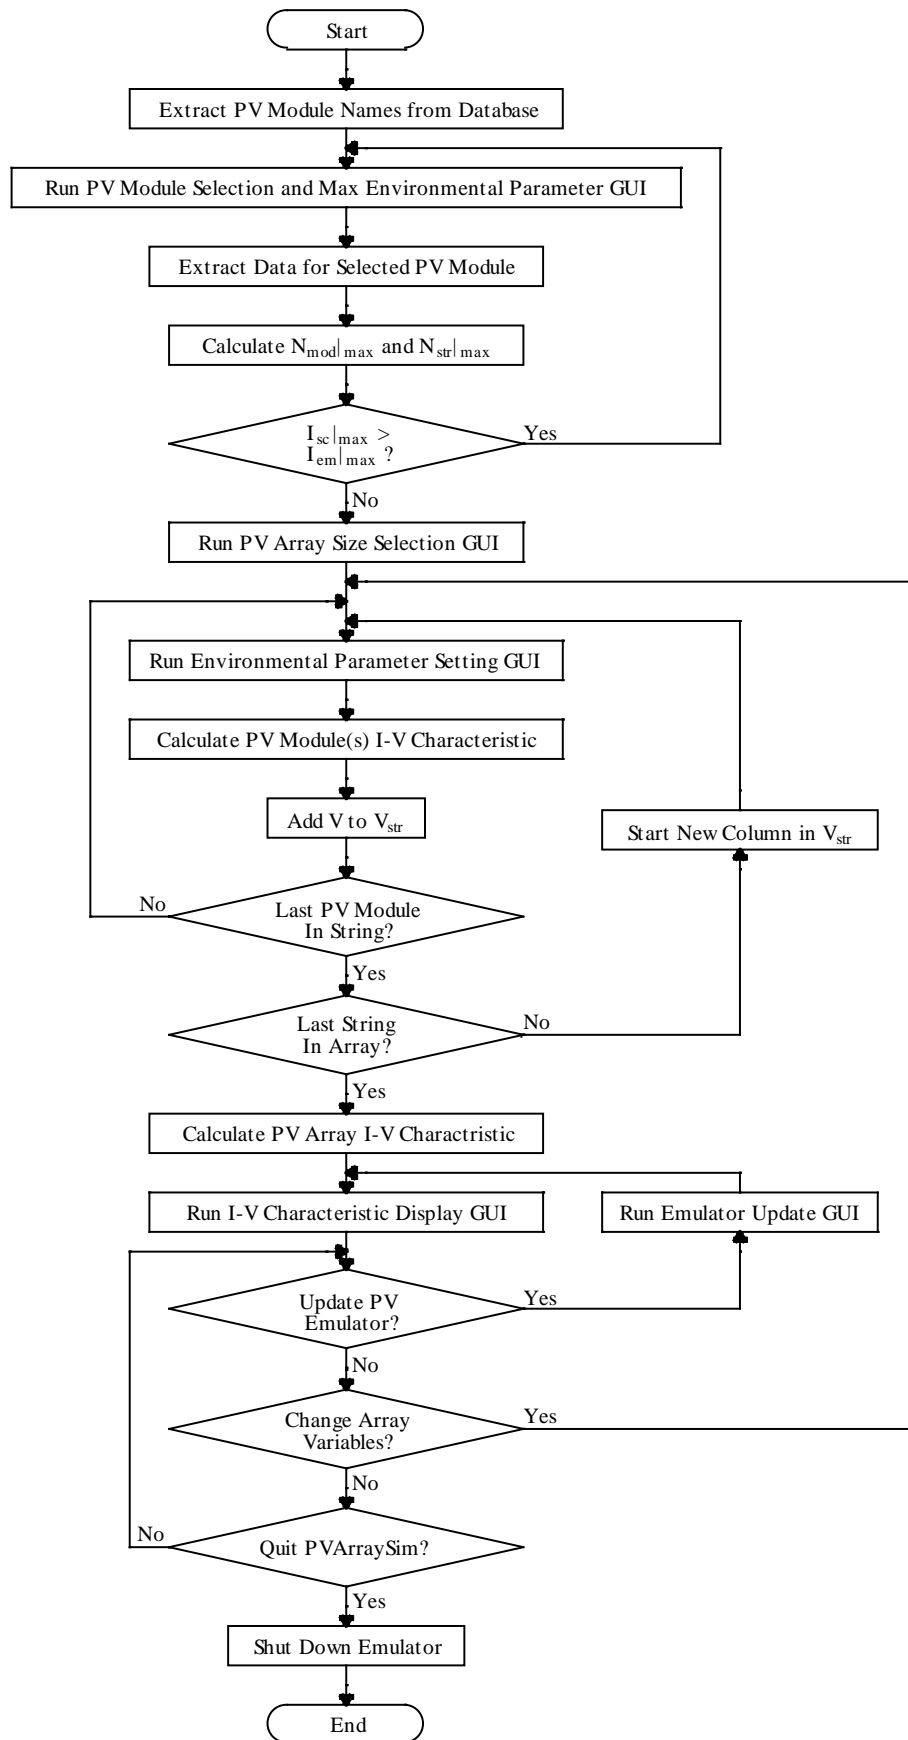 Start
Extract PV Module Names from Database
Run PV Module Selection and Max Environmental Parameter GUI
Extract Data for Selected PV Module
Calculate N_mod|max and N_str|max
I_sc|max >
I_em|max ?
Yes
No
Run PV Array Size Selection GUI
Run Environmental Parameter Setting GUI
Calculate PV Module(s) I-V Characteristic
Add V to V_str
Start New Column in V_str
No
Last PV Module
In String?
Yes
Last String
In Array?
No
Yes
Calculate PV Array I-V Charactristic
Run I-V Characteristic Display GUI
Run Emulator Update GUI
Update PV
Emulator?
Yes
No
Change Array
Variables?
Yes
No
No
Quit PVArraySim?
Yes
Shut Down Emulator
End